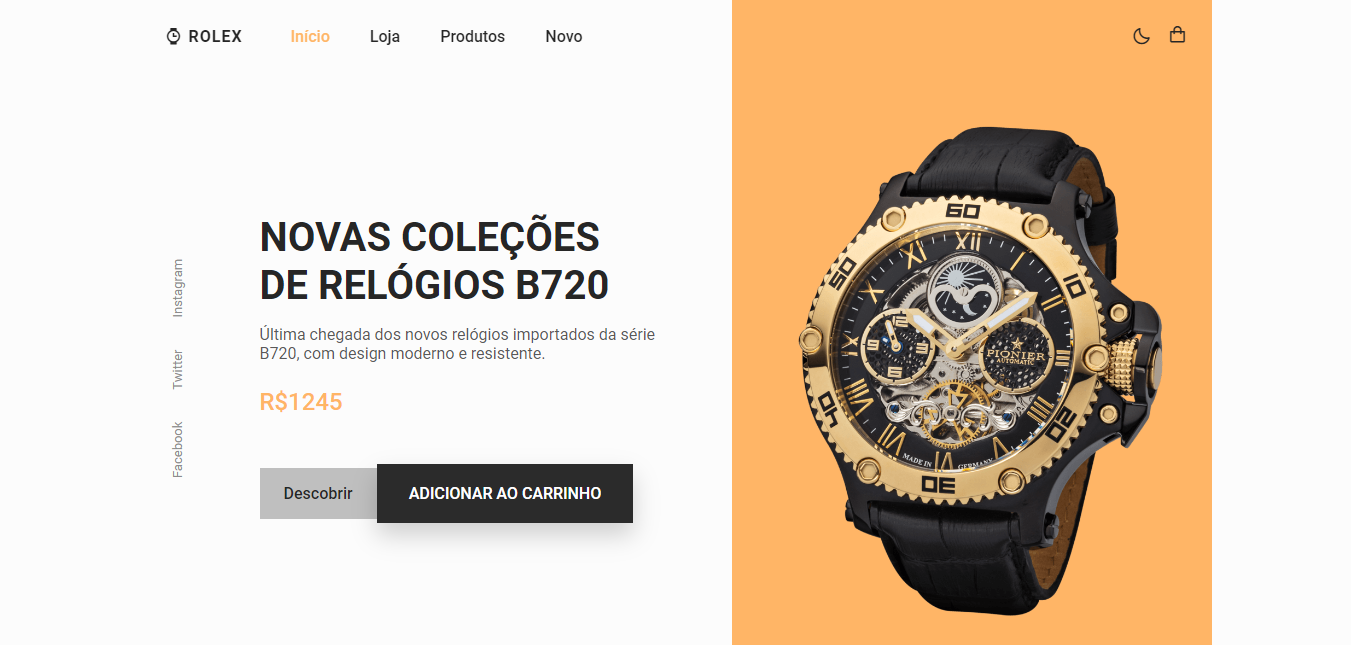 ROLEX
Início
Loja
Produtos
Novo
NOVAS COLEÇÕES
DE RELÓGIOS B720
Última chegada dos novos relógios importados da série
B720, com design moderno e resistente.
R$1245
Descobrir
ADICIONAR AO CARRINHO
Instagram
Twitter
Facebook
60
10
20
30
40
50
XII
XI
PIONIER
AUTOMATIC
MADE IN
GERMANY